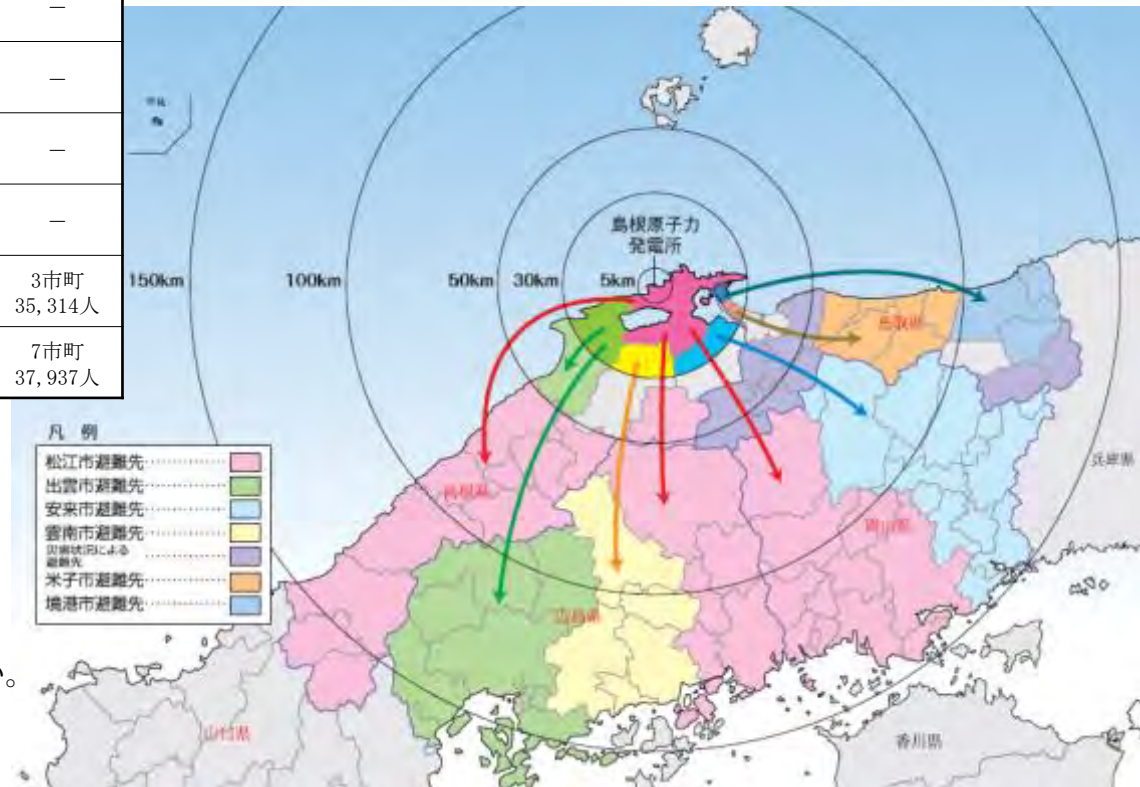 －
－
－
－
3市町
35,314人
7市町
37,937人
島根原子力
発電所
150km
100km
50km
30km
5km
鳥取県
兵庫県
島根県
岡山県
広島県
山口県
香川県
凡 例
松江市避難先
出雲市避難先
安来市避難先
雲南市避難先
災害状況による
避難先
米子市避難先
境港市避難先
。